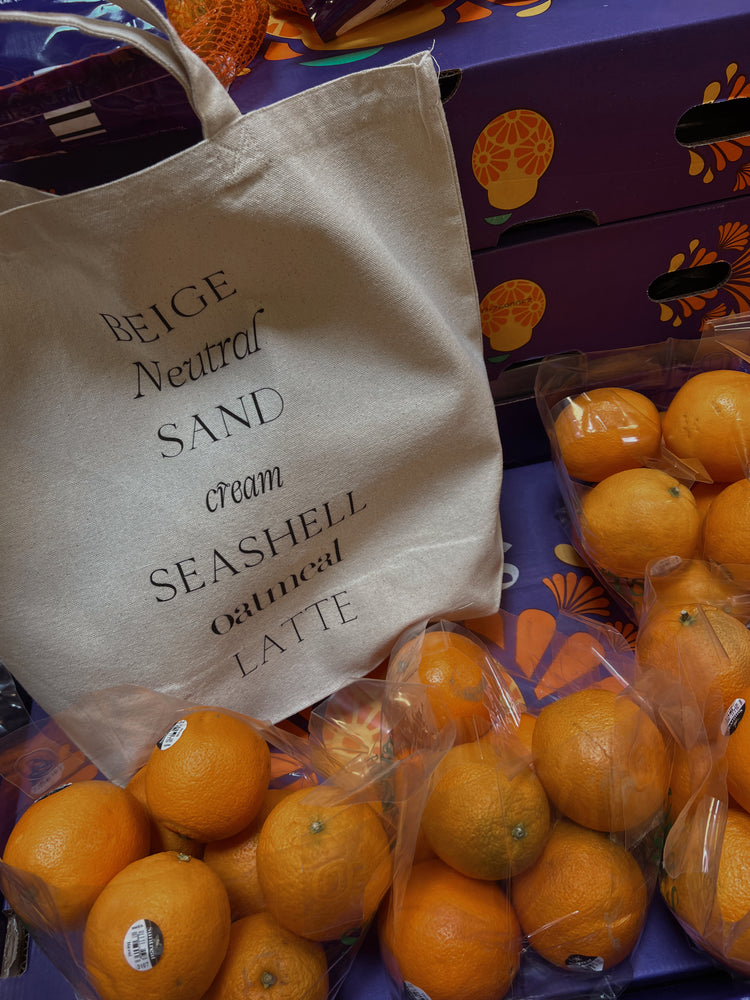 BEIGE
Neutral
SAND
cream
SEASHELL
oatmeal
LATTE
S